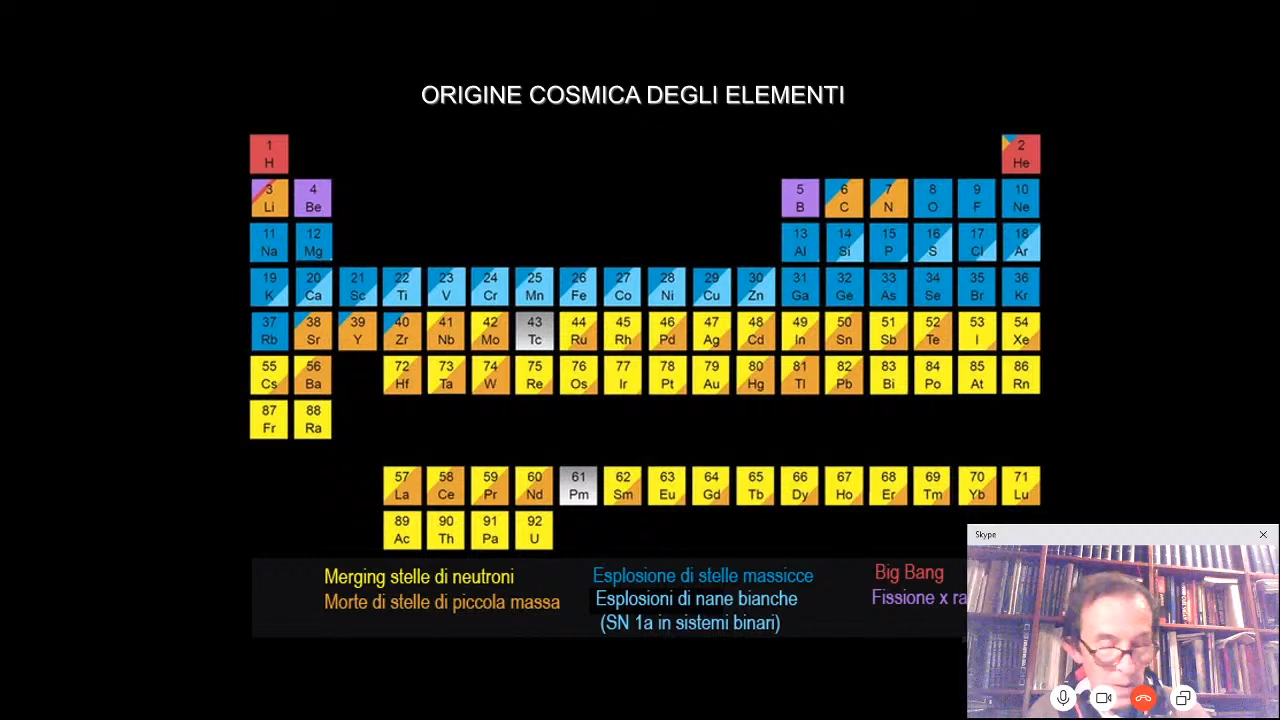 ORIGINE COSMICA DEGLI ELEMENTI
1 2
H He
3 4 5 6 7 8 9 10
Li Be B C N O F Ne
11 12 13 14 15 16 17 18
Na Mg Al Si P S Cl Ar
19 20 21 22 23 24 25 26 27 28 29 30 31 32 33 34 35 36
K Ca Sc Ti V Cr Mn Fe Co Ni Cu Zn Ga Ge As Se Br Kr
37 38 39 40 41 42 43 44 45 46 47 48 49 50 51 52 53 54
Rb Sr Y Zr Nb Mo Tc Ru Rh Pd Ag Cd In Sn Sb Te I Xe
55 56 72 73 74 75 76 77 78 79 80 81 82 83 84 85 86
Cs Ba Hf Ta W Re Os Ir Pt Au Hg Tl Pb Bi Po At Rn
87 88
Fr Ra
57 58 59 60 61 62 63 64 65 66 67 68 69 70 71
La Ce Pr Nd Pm Sm Eu Gd Tb Dy Ho Er Tm Yb Lu
89 90 91 92
Ac Th Pa U
Skype
Merging stelle di neutroni Esplosione di stelle massicce Big Bang
Morte di stelle di piccola massa Esplosioni di nane bianche Fissione x
(SN 1a in sistemi binari)